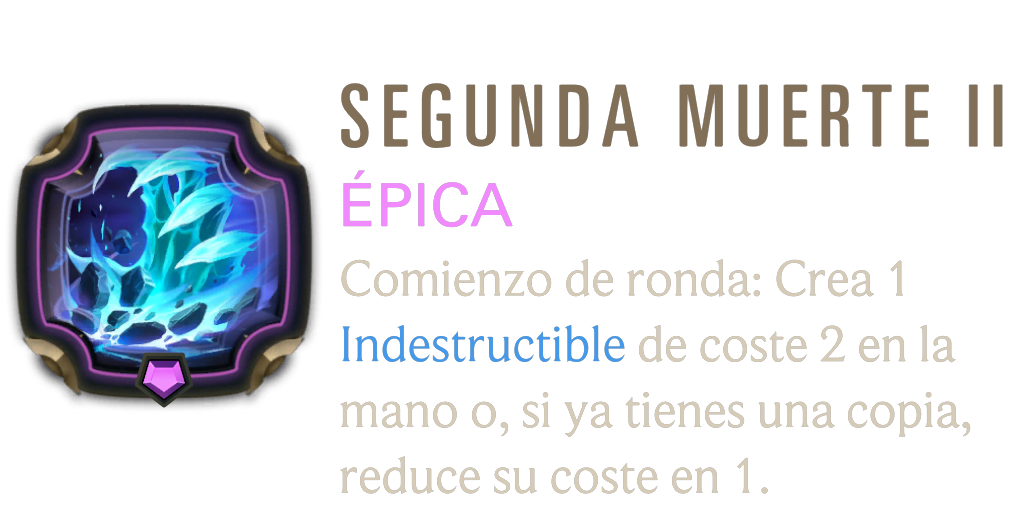 SEGUNDA MUERTE II
ÉPICA
Comienzo de ronda: Crea 1
Indestructible de coste 2 en la
mano o, si ya tienes una copia,
reduce su coste en 1.